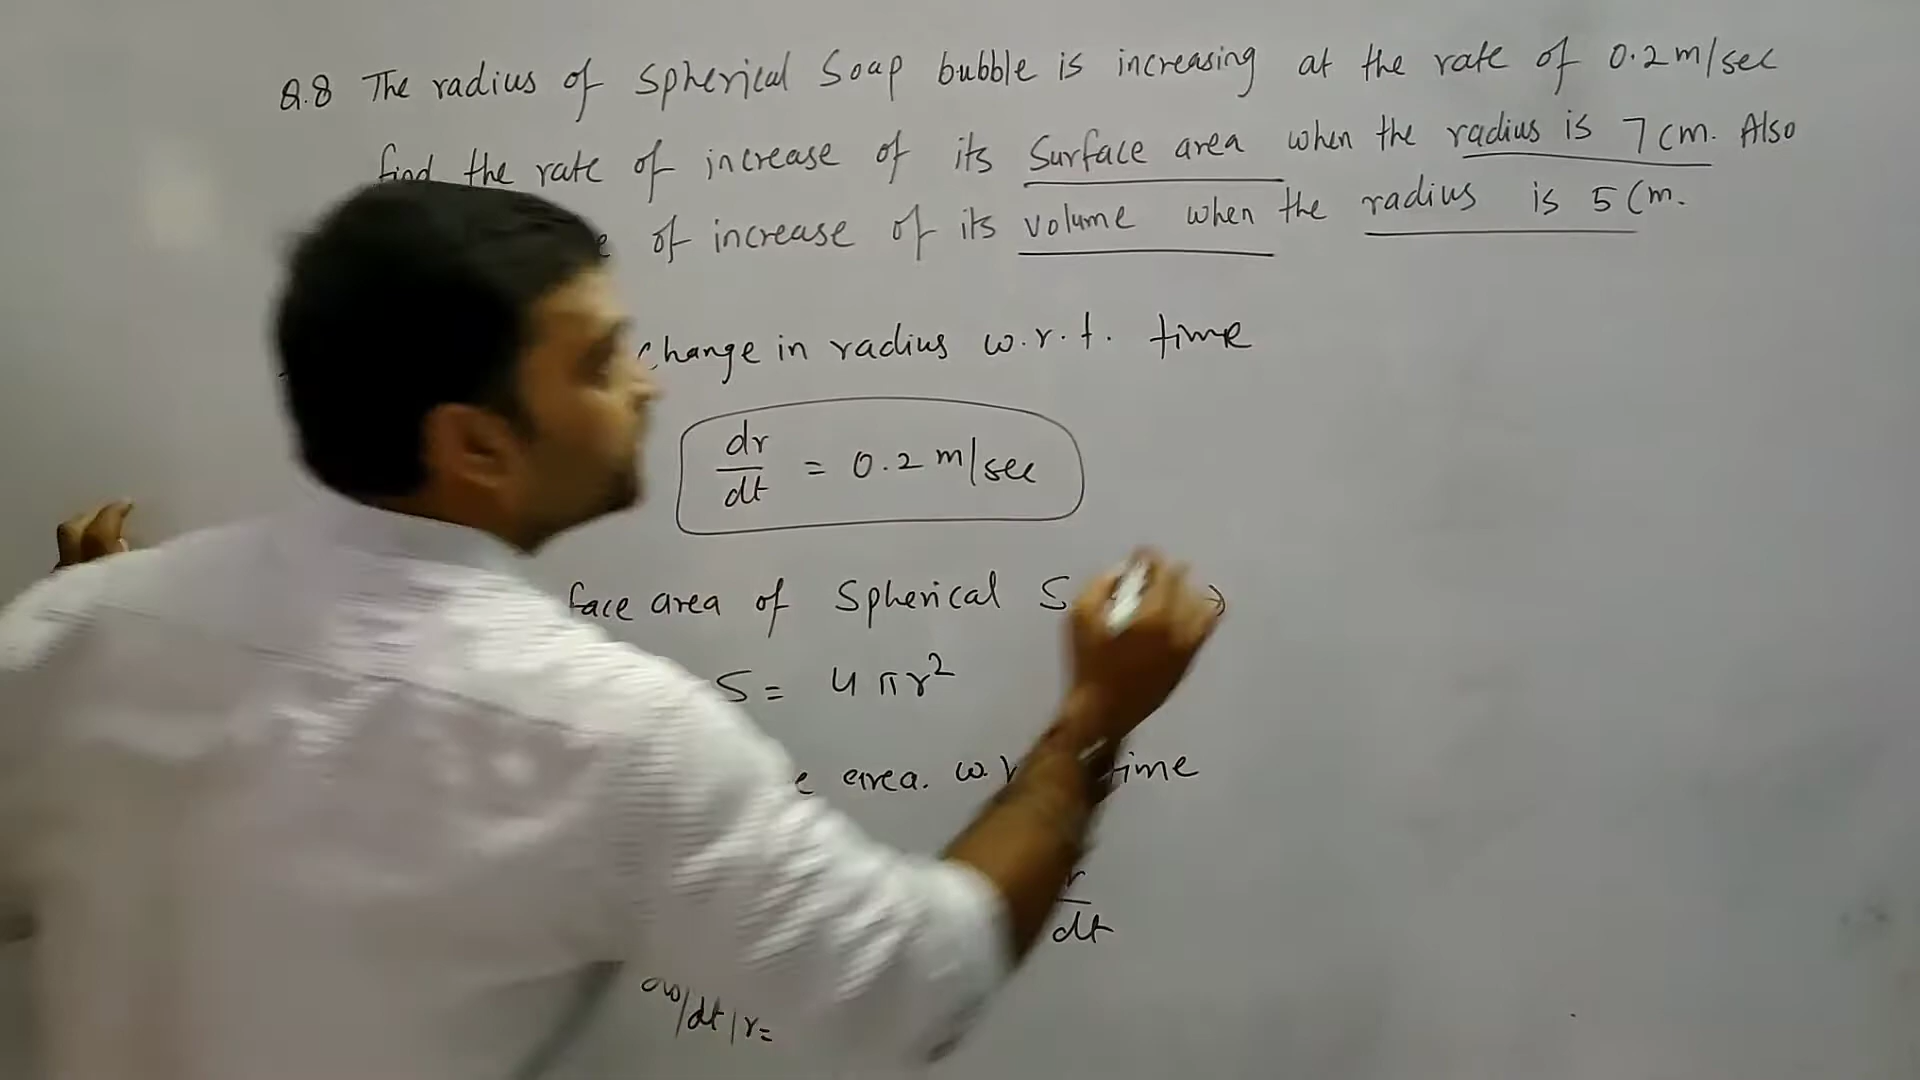 Q.8 The radius of spherical Soap bubble is increasing at the rate of 0.2 m/sec
find the rate of increase of its Surface area when the radius is 7 cm. Also
of increase of its volume when the radius is 5 Cm.
change in radius w.r.t. time
dr/dt = 0.2 m/sec
face area of Spherical S
S = 4πr²
area. w.r time
dt
/dt | r=